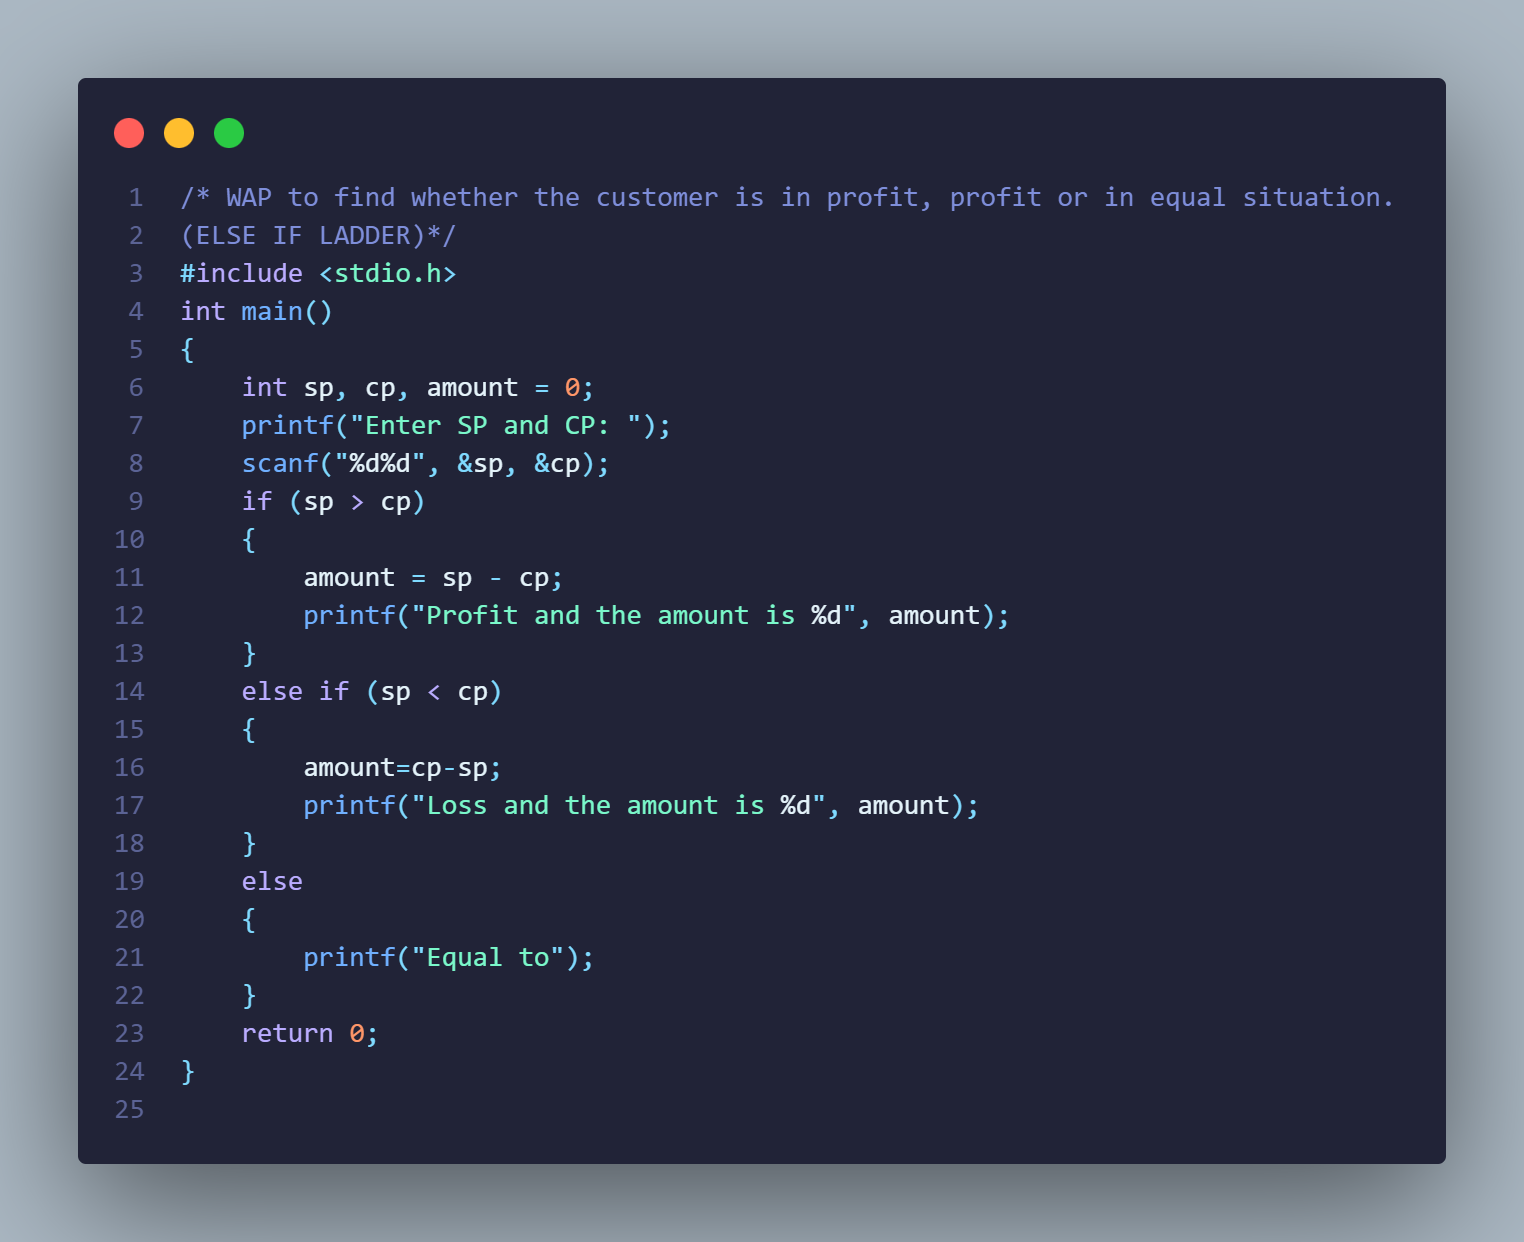 1 /* WAP to find whether the customer is in profit, profit or in equal situation.
2 (ELSE IF LADDER)*/
3 #include <stdio.h>
4 int main()
5 {
6     int sp, cp, amount = 0;
7     printf("Enter SP and CP: ");
8     scanf("%d%d", &sp, &cp);
9     if (sp > cp)
10     {
11         amount = sp - cp;
12         printf("Profit and the amount is %d", amount);
13     }
14     else if (sp < cp)
15     {
16         amount=cp-sp;
17         printf("Loss and the amount is %d", amount);
18     }
19     else
20     {
21         printf("Equal to");
22     }
23     return 0;
24 }
25